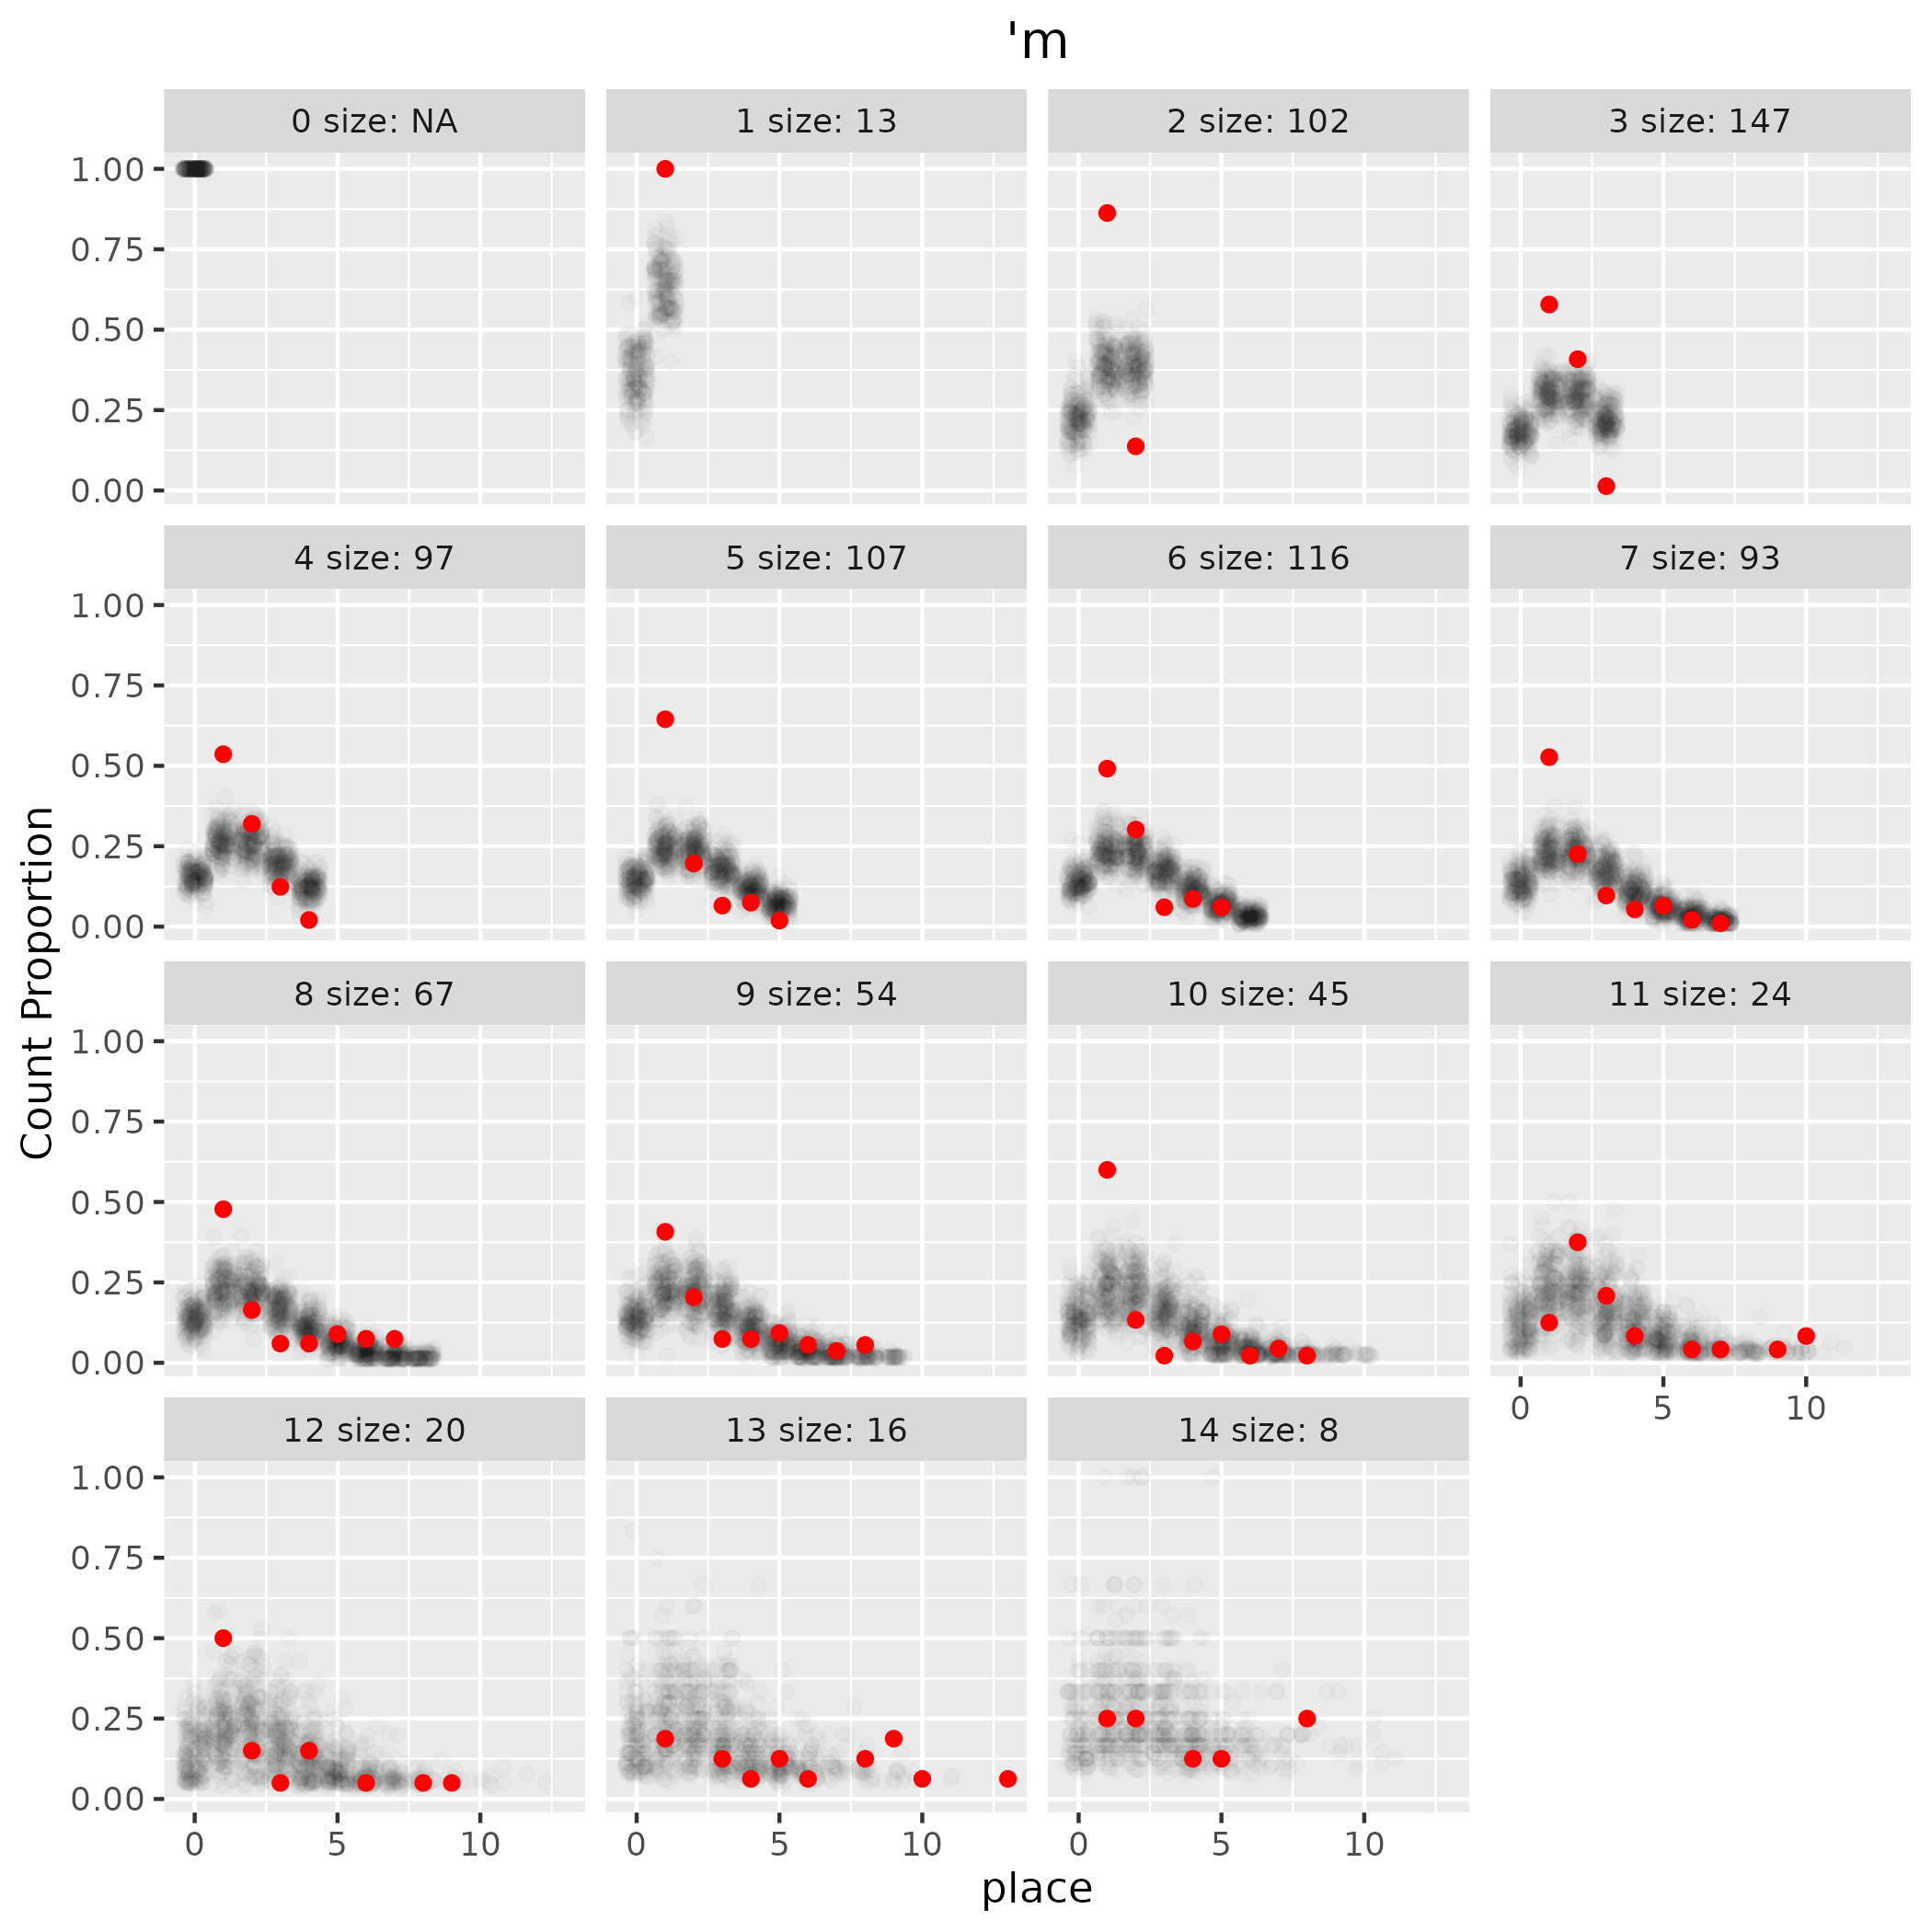 'm
0 size: NA
1 size: 13
2 size: 102
3 size: 147
1.00
0.75
0.50
0.25
0.00
4 size: 97
5 size: 107
6 size: 116
7 size: 93
1.00
0.75
0.50
0.25
0.00
Count Proportion
8 size: 67
9 size: 54
10 size: 45
11 size: 24
1.00
0.75
0.50
0.25
0.00
0 5 10
12 size: 20
13 size: 16
14 size: 8
1.00
0.75
0.50
0.25
0.00
0 5 10
0 5 10
0 5 10
place